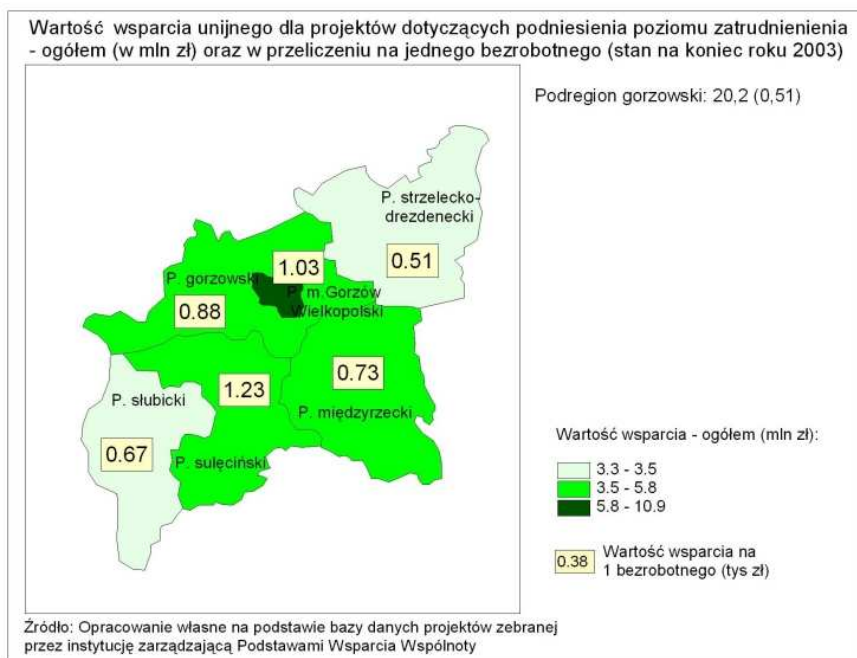 Wartość wsparcia unijnego dla projektów dotyczących podniesienia poziomu zatrudnienienia
- ogółem (w mln zł) oraz w przeliczeniu na jednego bezrobotnego (stan na koniec roku 2003)
Podregion gorzowski: 20,2 (0,51)
P. strzelecko-
drezdenecki
0.51
1.03
P. gorzowski
P. m.Gorzów
Wielkopolski
0.88
0.73
1.23
P. słubicki
P. międzyrzecki
0.67
P. sulęciński
Wartość wsparcia - ogółem (mln zł):
3.3 - 3.5
3.5 - 5.8
5.8 - 10.9
0.38
Wartość wsparcia na
1 bezrobotnego (tys zł)
Źródło: Opracowanie własne na podstawie bazy danych projektów zebranej
przez instytucję zarządzającą Podstawami Wsparcia Wspólnoty